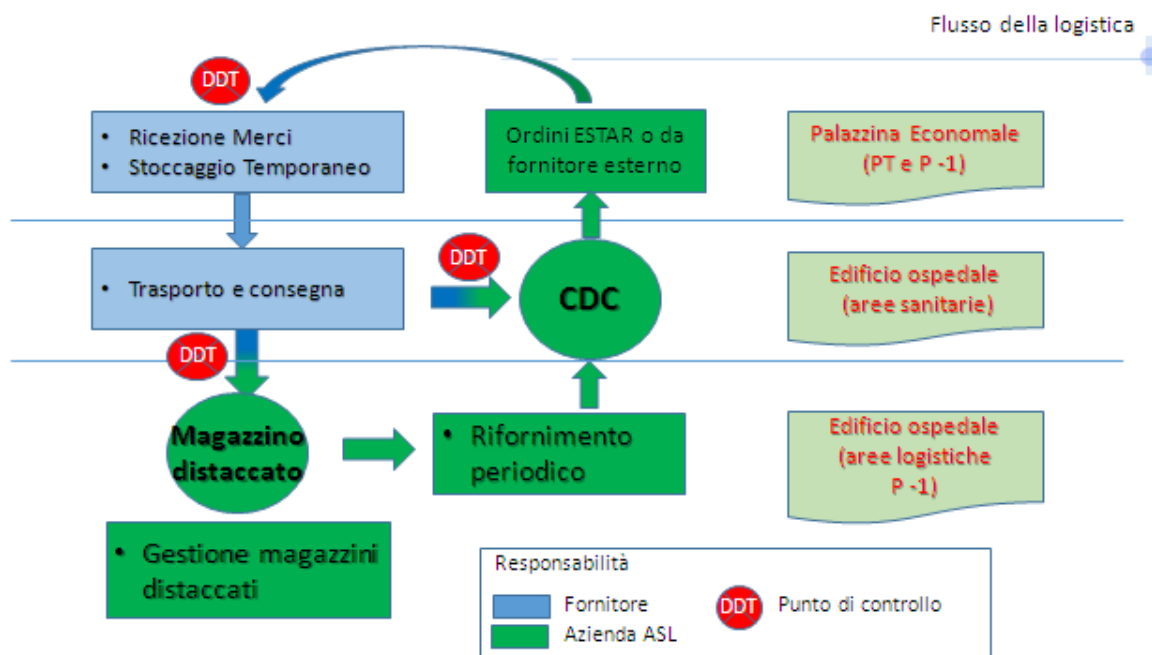 Flusso della logistica
DDT
• Ricezione Merci
• Stoccaggio Temporaneo
Ordini ESTAR o da
fornitore esterno
Palazzina Economale
(PT e P -1)
• Trasporto e consegna
DDT
CDC
Edificio ospedale
(aree sanitarie)
DDT
Magazzino
distaccato
• Rifornimento
periodico
Edificio ospedale
(aree logistiche
P -1)
• Gestione magazzini
distaccati
Responsabilità
Fornitore
DDT
Punto di controllo
Azienda ASL